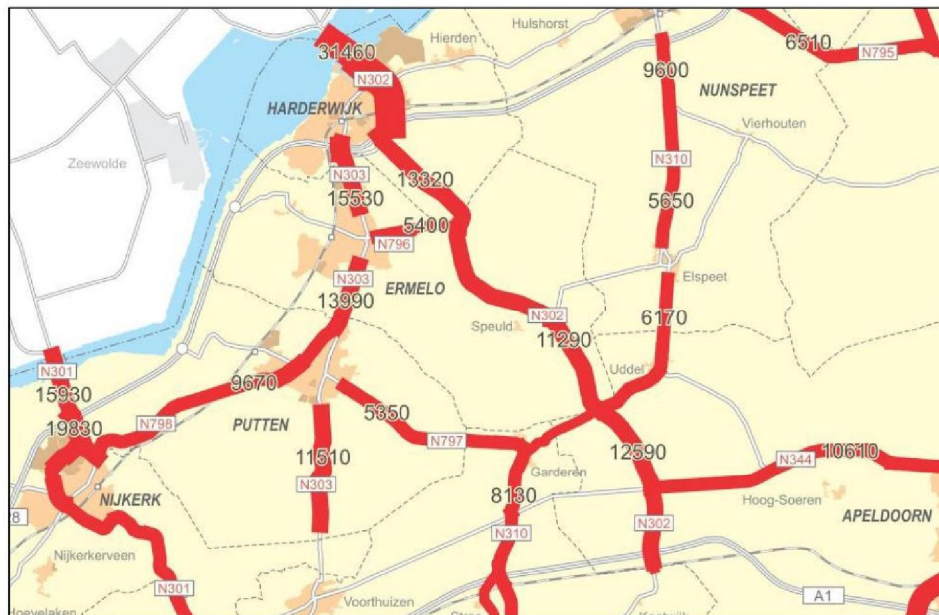 Hulshorst
Hierden
31460
6510
N795
N302
9600
NUNSPEET
HARDERWIJK
Vierhouten
Zeewolde
N310
N303
13320
15530
5650
5400
N796
N303
Elspeet
ERMELO
13990
N302
6170
Speuld
11290
N301
Uddel
15930
9670
19830
5350
N798
PUTTEN
N797
11510
12590
N344
10610
Garderen
N303
8130
Hoog-Soeren
NIJKERK
APELDOORN
N302
N310
8
Nijkerkerveen
N301
A1
Voorthuizen
Hoevelaken